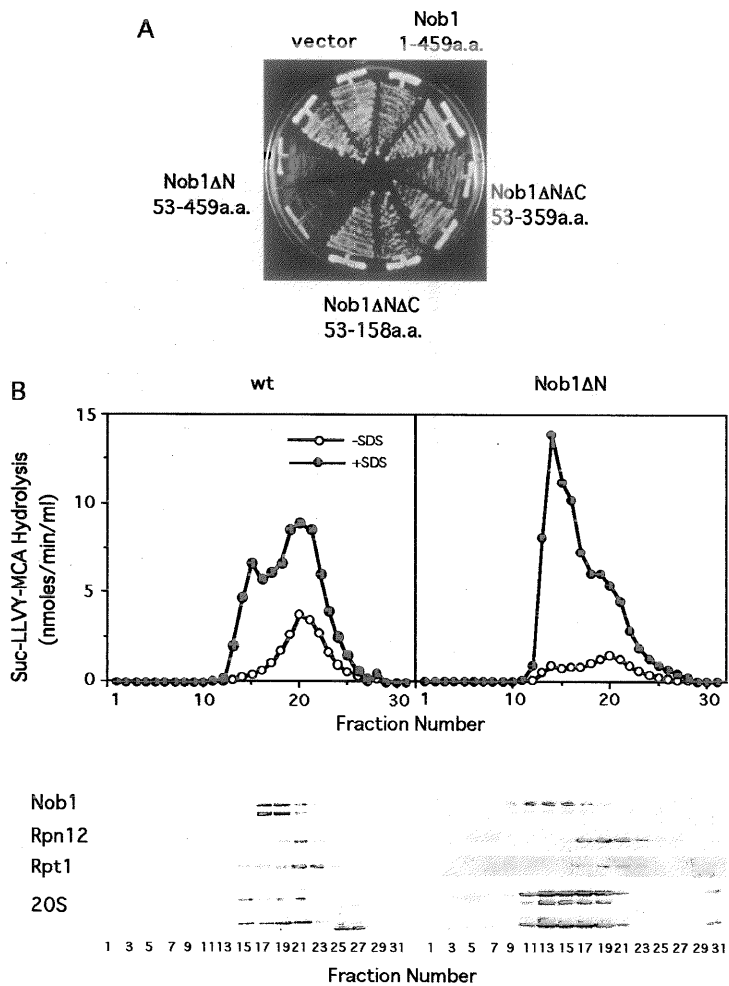 A
vector
Nob1
1-459a.a.
Nob1ΔN
53-459a.a.
Nob1ΔNΔC
53-359a.a.
Nob1ΔNΔC
53-158a.a.
B
wt
Nob1ΔN
Suc-LLVY-MCA Hydrolysis
(nmoles/min/ml)
15
10
5
0
-SDS
+SDS
1 10 20 30
1 10 20 30
Fraction Number
Nob1
Rpn12
Rpt1
20S
1 3 5 7 9 11 13 15 17 19 21 23 25 27 29 31
1 3 5 7 9 11 13 15 17 19 21 23 25 27 29 31
Fraction Number